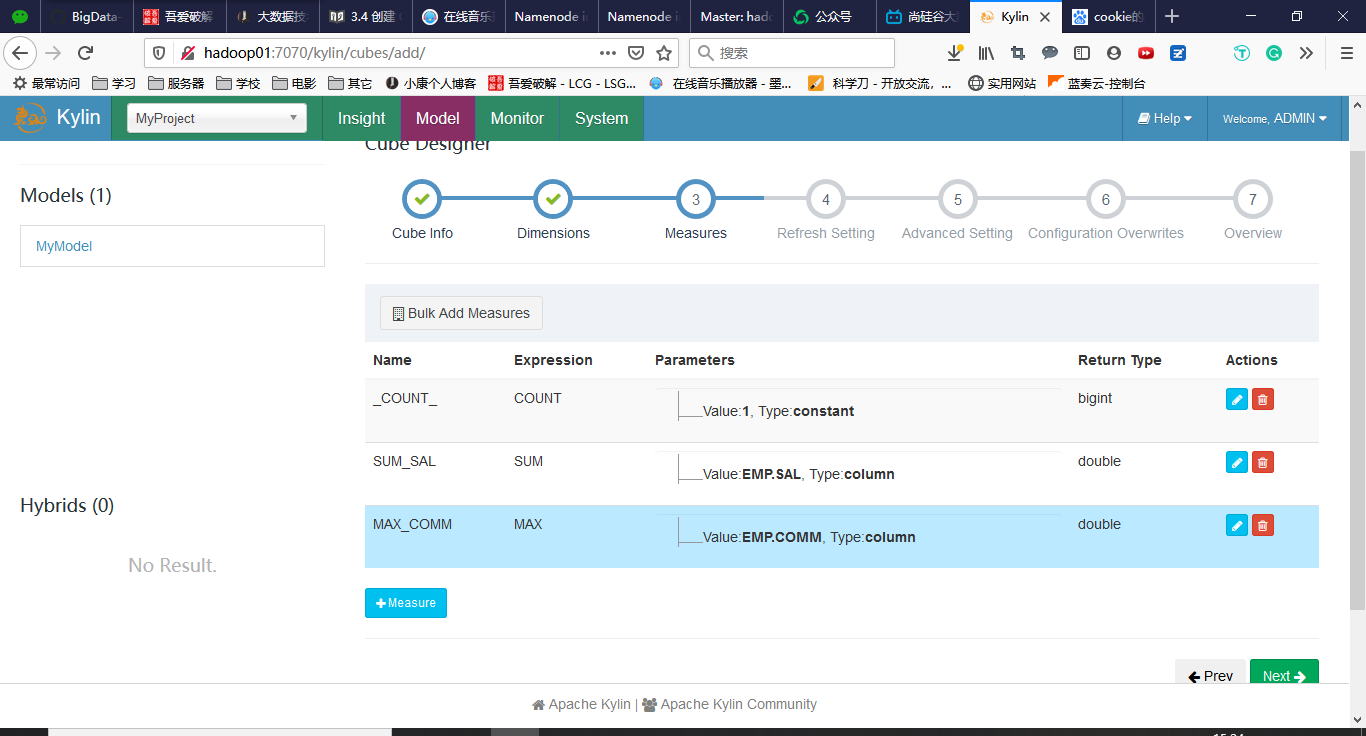 BigData-
吾爱破解
大数据技
3.4 创建
在线音乐
Namenode i
Namenode i
Master: had
公众号
尚硅谷大
Kylin
cookie的
hadoop01:7070/kylin/cubes/add/
搜索
最常访问
学习
服务器
学校
电影
其它
小康个人博客
吾爱破解 - LCG - LSG...
在线音乐播放器 - 墨...
科学刀 - 开放交流，...
实用网站
蓝奏云-控制台
Kylin
MyProject
Insight
Model
Monitor
System
Help
Welcome, ADMIN
Cube Designer
Models (1)
MyModel
Hybrids (0)
No Result.
3
4
5
6
7
Cube Info
Dimensions
Measures
Refresh Setting
Advanced Setting
Configuration Overwrites
Overview
Bulk Add Measures
Name Expression Parameters Return Type Actions
_COUNT_ COUNT Value:1, Type:constant bigint
SUM_SAL SUM Value:EMP.SAL, Type:column double
MAX_COMM MAX Value:EMP.COMM, Type:column double
Measure
Prev
Next
Apache Kylin | Apache Kylin Community